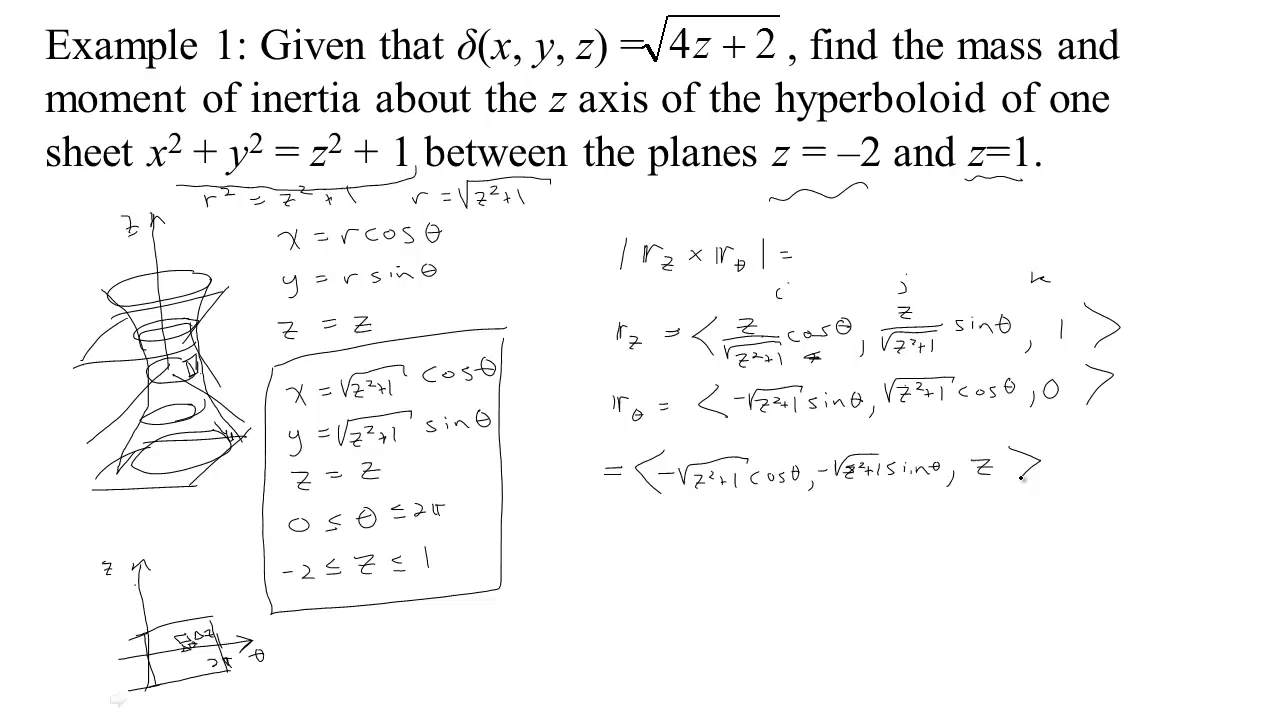 Example 1: Given that δ(x, y, z) = √(4z + 2), find the mass and
moment of inertia about the z axis of the hyperboloid of one
sheet x² + y² = z² + 1 between the planes z = –2 and z=1.
r² = z² + 1 r = √(z²+1)
z
x = r cos θ
y = r sin θ
z = z
x = √(z²+1) cos θ
y = √(z²+1) sin θ
z = z
0 ≤ θ ≤ 2π
-2 ≤ z ≤ 1
|r_z × r_θ| =
i j k
r_z = < z/√(z²+1) cos θ, z/√(z²+1) sin θ, 1 >
r_θ = < -√(z²+1) sin θ, √(z²+1) cos θ, 0 >
= < -√(z²+1) cos θ, -√(z²+1) sin θ, z >
z
Δz
2π θ